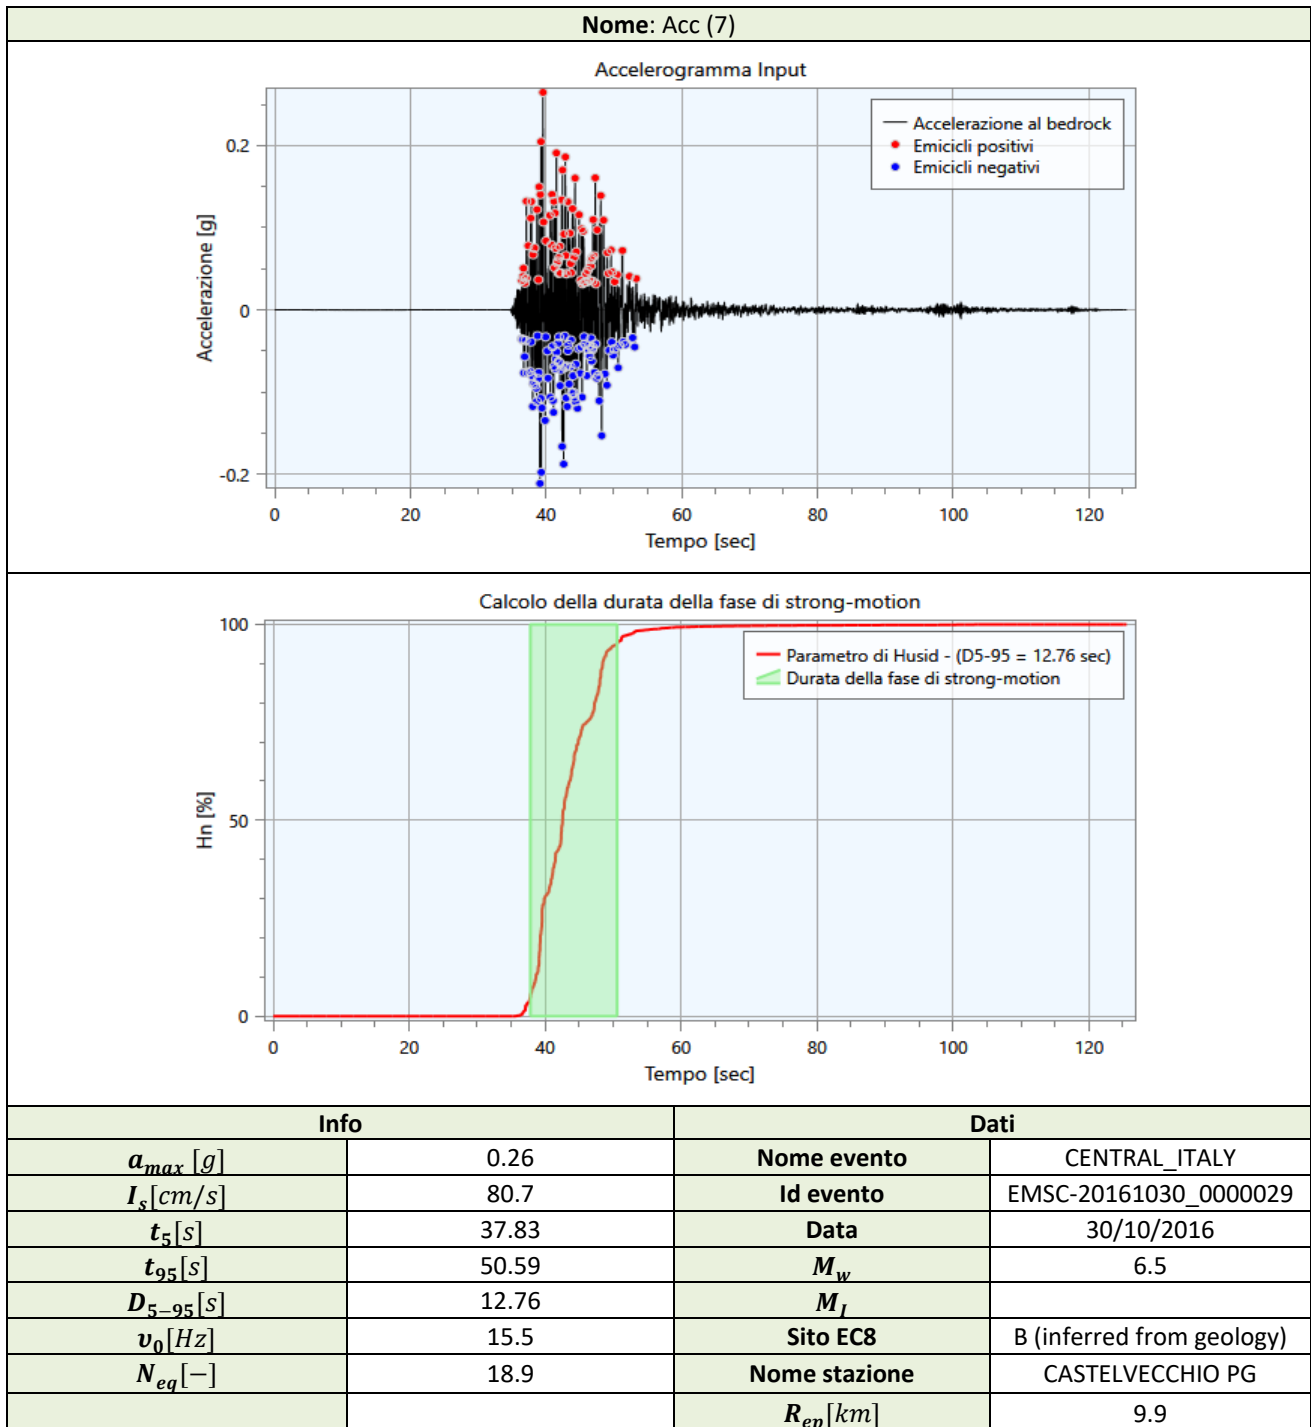 Nome: Acc (7)
Accelerogramma Input
Accelerazione al bedrock
Emicicli positivi
Emicicli negativi
Accelerazione [g]
0.2
0
-0.2
0 20 40 60 80 100 120
Tempo [sec]
Calcolo della durata della fase di strong-motion
Parametro di Husid - (D5-95 = 12.76 sec)
Durata della fase di strong-motion
Hn [%]
100
50
0
0 20 40 60 80 100 120
Tempo [sec]
Info Dati
a_max [g] 0.26 Nome evento CENTRAL_ITALY
I_s[cm/s] 80.7 Id evento EMSC-20161030_0000029
t_5[s] 37.83 Data 30/10/2016
t_95[s] 50.59 M_w 6.5
D_5−95[s] 12.76 M_I
υ_0[Hz] 15.5 Sito EC8 B (inferred from geology)
N_eq[−] 18.9 Nome stazione CASTELVECCHIO PG
R_ep[km] 9.9